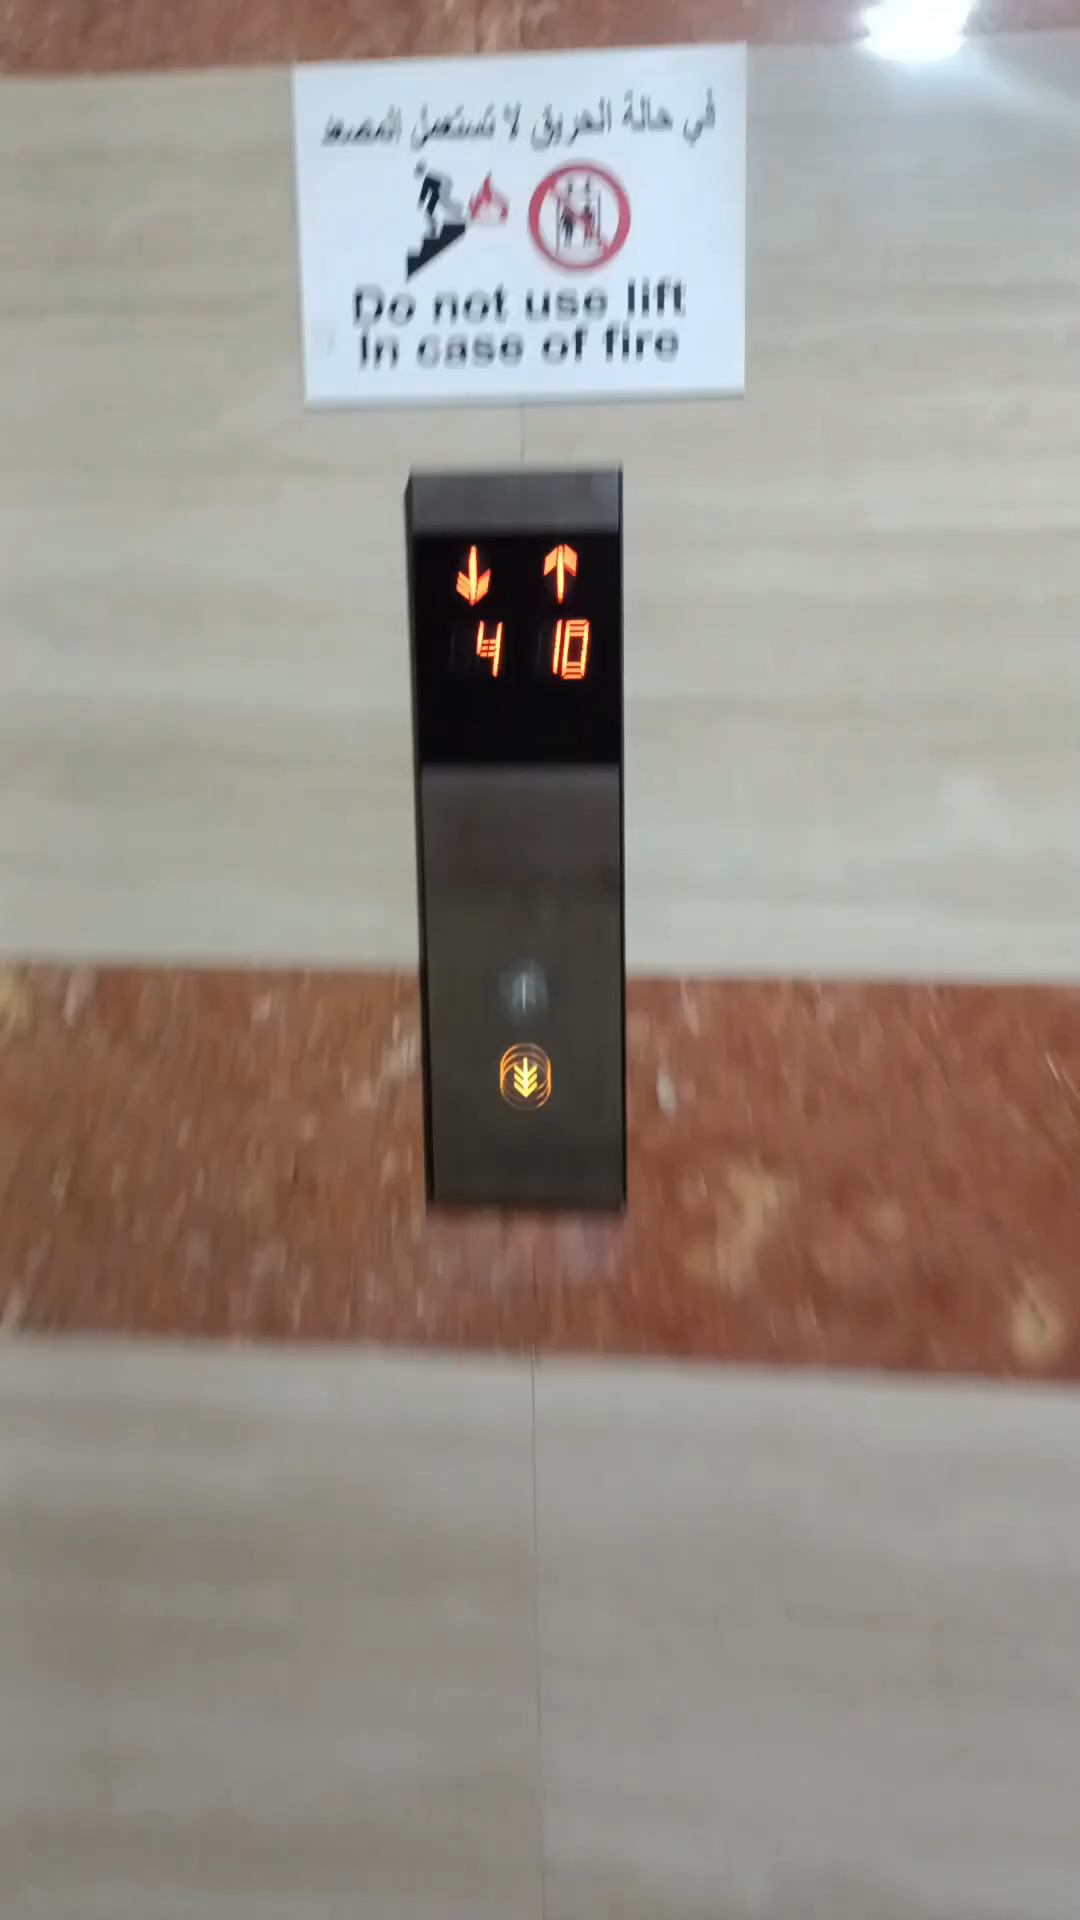 في حالة الحريق لا تستعمل المصعد
Do not use lift
In case of fire
4 10